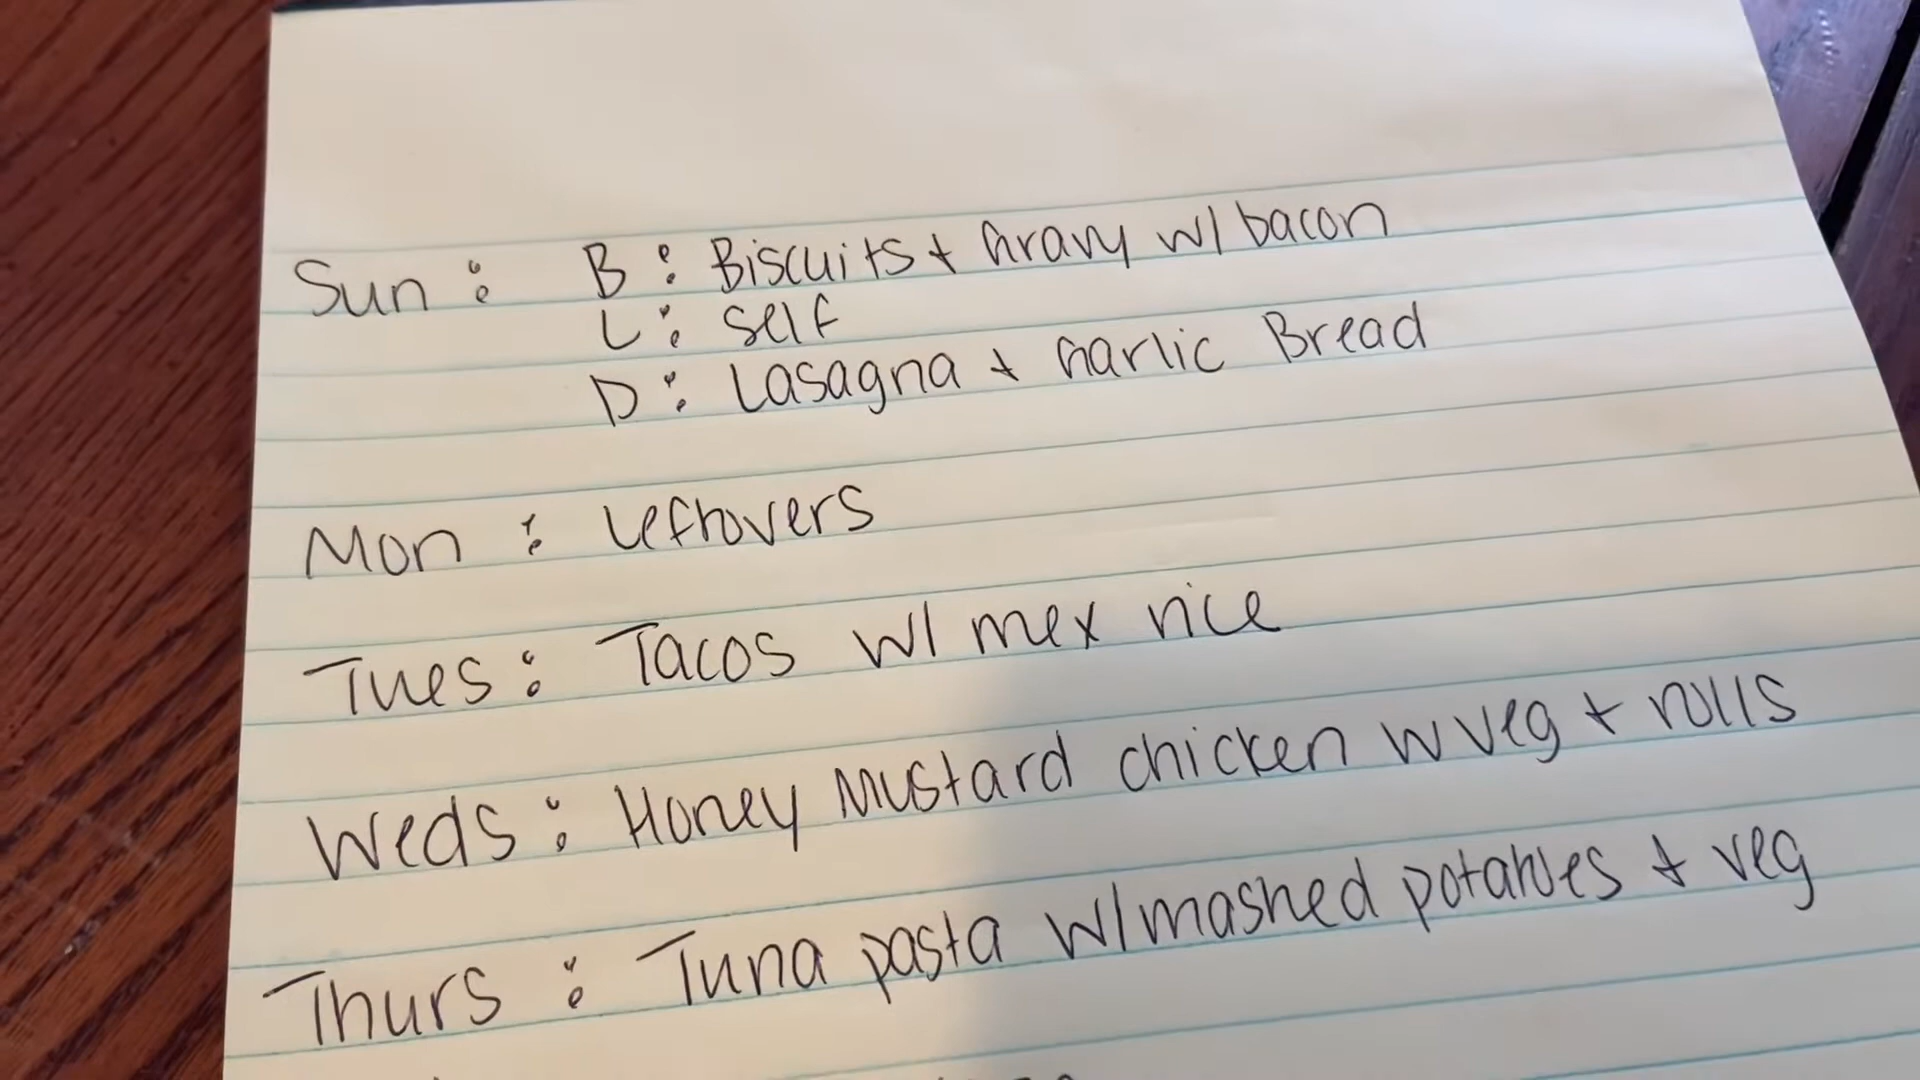 Sun : B : Biscuits + Gravy w/ bacon
L : self
D : Lasagna + Garlic Bread
Mon : Leftovers
Tues : Tacos w/ mex rice
Weds : Honey Mustard chicken w veg + rolls
Thurs : Tuna pasta w/ mashed potatoes + veg